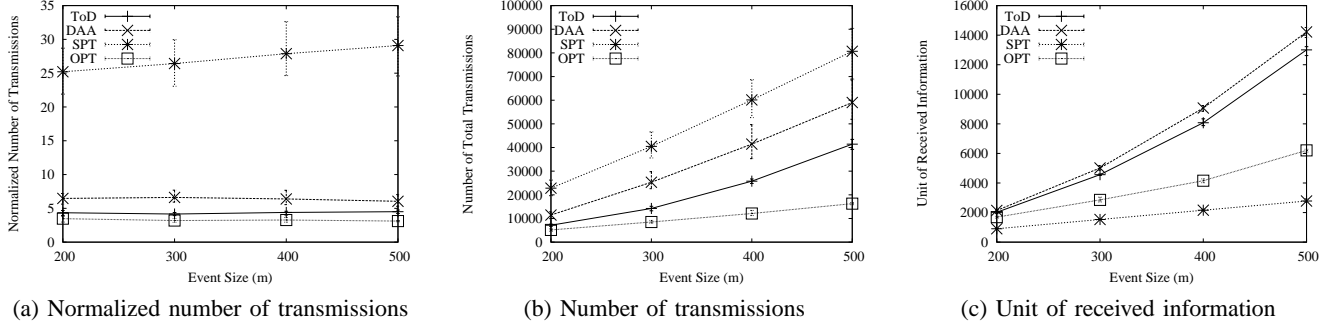 Normalized Number of Transmissions
35
30
25
20
15
10
5
0
ToD
DAA
SPT
OPT
200
300
400
500
Event Size (m)
(a) Normalized number of transmissions
Number of Total Transmissions
100000
90000
80000
70000
60000
50000
40000
30000
20000
10000
0
ToD
DAA
SPT
OPT
200
300
400
500
Event Size (m)
(b) Number of transmissions
Unit of Received Information
16000
14000
12000
10000
8000
6000
4000
2000
0
ToD
DAA
SPT
OPT
200
300
400
500
Event Size (m)
(c) Unit of received information